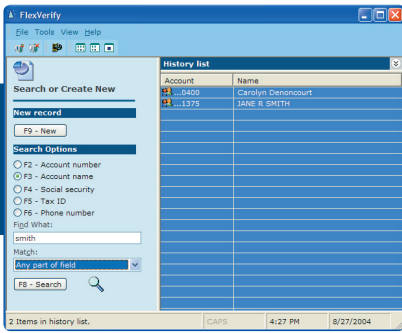 FlexVerify
File Tools View Help
Search or Create New
New record
F9 - New
Search Options
F2 - Account number
F3 - Account name
F4 - Social security
F5 - Tax ID
F6 - Phone number
Find What:
smith
Match:
Any part of field
F8 - Search
History list
Account Name
...0400 Carolyn Denoncourt
...1375 JANE R SMITH
2 Items in history list. CAPS 4:27 PM 8/27/2004